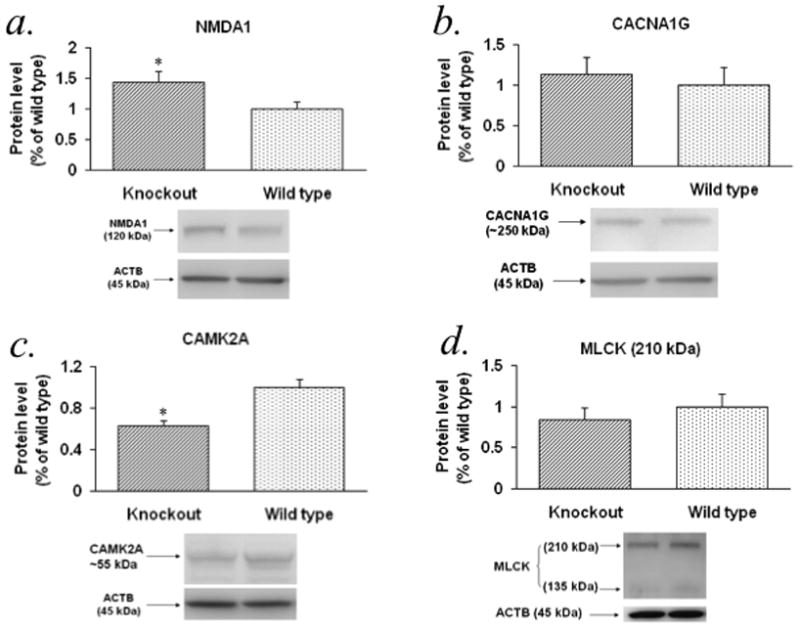 a.
NMDA1
Protein level
(% of wild type)
2
1.5
1
0.5
0
*
Knockout Wild type
NMDA1
(120 kDa)
ACTB
(45 kDa)
b.
CACNA1G
Protein level
(% of wild type)
1.5
1
0.5
0
Knockout Wild type
CACNA1G
(~250 kDa)
ACTB
(45 kDa)
c.
CAMK2A
Protein level
(% of wild type)
1.2
0.8
0.4
0
*
Knockout Wild type
CAMK2A
~55 kDa
ACTB
(45 kDa)
d.
MLCK (210 kDa)
Protein level
(% of wild type)
1.5
1
0.5
0
Knockout Wild type
MLCK
(210 kDa)
(135 kDa)
ACTB (45 kDa)